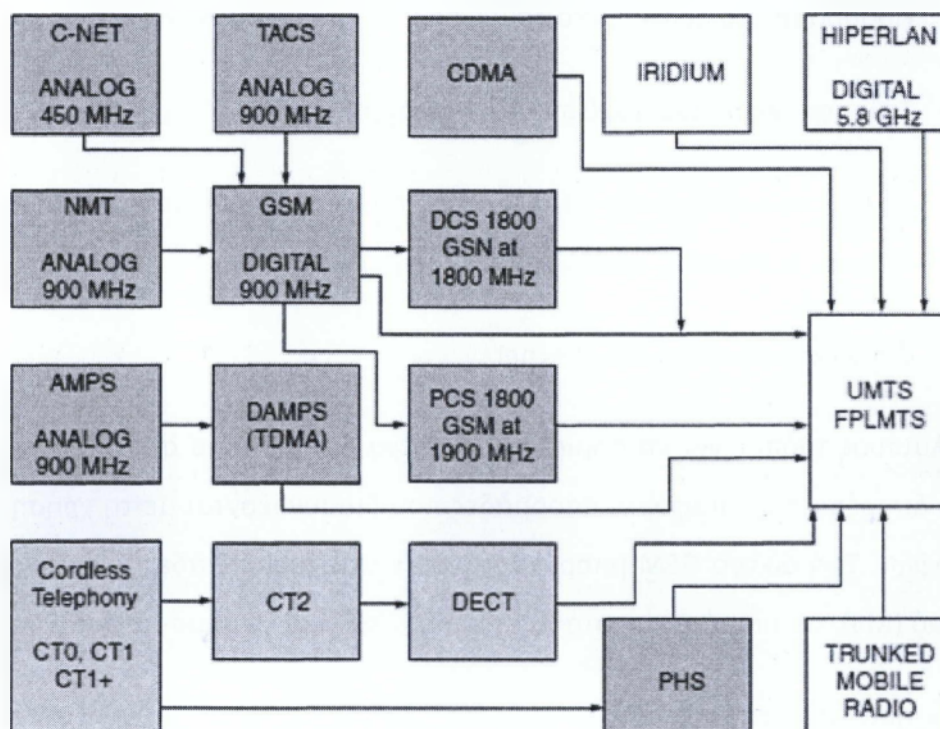 C-NET
ANALOG
450 MHz
TACS
ANALOG
900 MHz
CDMA
IRIDIUM
HIPERLAN
DIGITAL
5.8 GHz
NMT
ANALOG
900 MHz
GSM
DIGITAL
900 MHz
DCS 1800
GSN at
1800 MHz
AMPS
ANALOG
900 MHz
DAMPS
(TDMA)
PCS 1800
GSM at
1900 MHz
UMTS
FPLMTS
Cordless
Telephony
CT0, CT1
CT1+
CT2
DECT
PHS
TRUNKED
MOBILE
RADIO